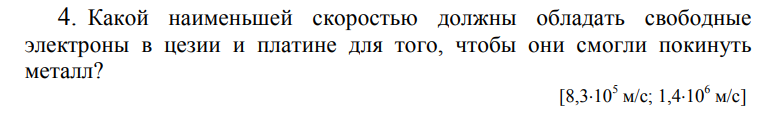 4. Какой наименьшей скоростью должны обладать свободные
электроны в цезии и платине для того, чтобы они смогли покинуть
металл?
[8,3·10⁵ м/с; 1,4·10⁶ м/с]